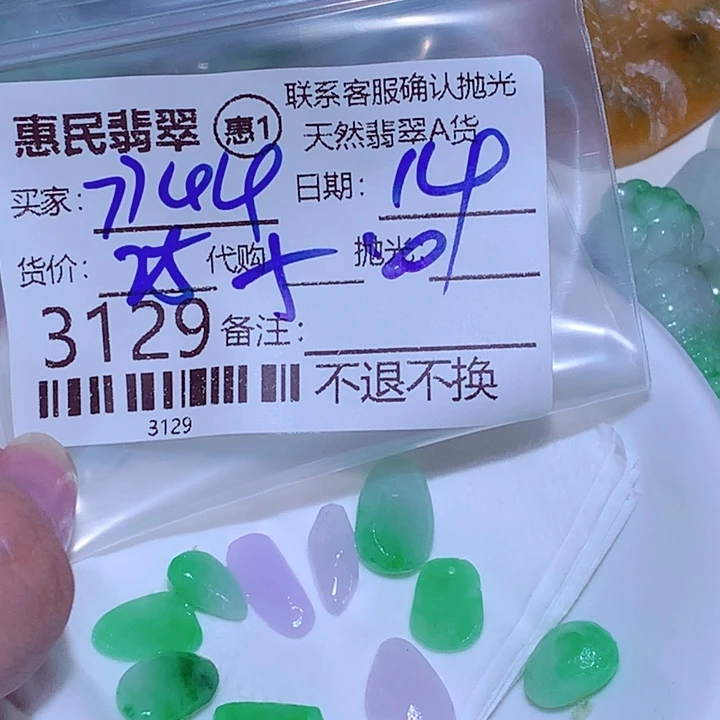 惠民翡翠 惠1 联系客服确认抛光
天然翡翠A货
买家: 7144 日期: 14
货价: 代购 抛光:
3129 备注:
不退不换
3129